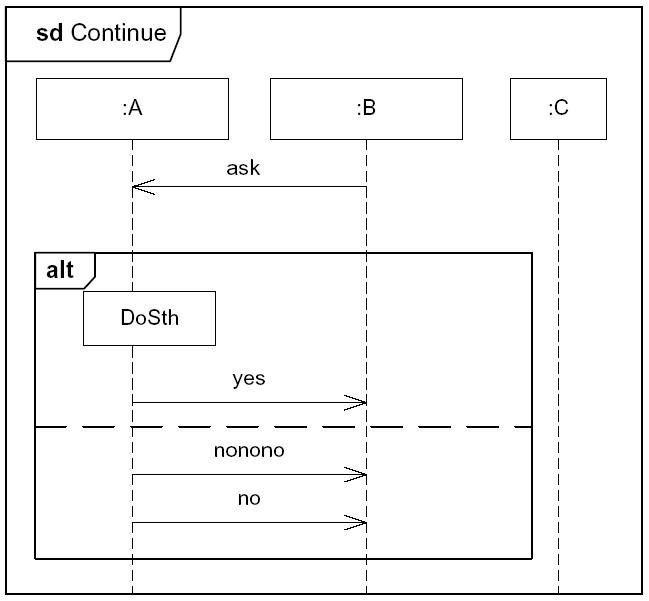 sd Continue
:A
:B
:C
ask
alt
DoSth
yes
nonono
no